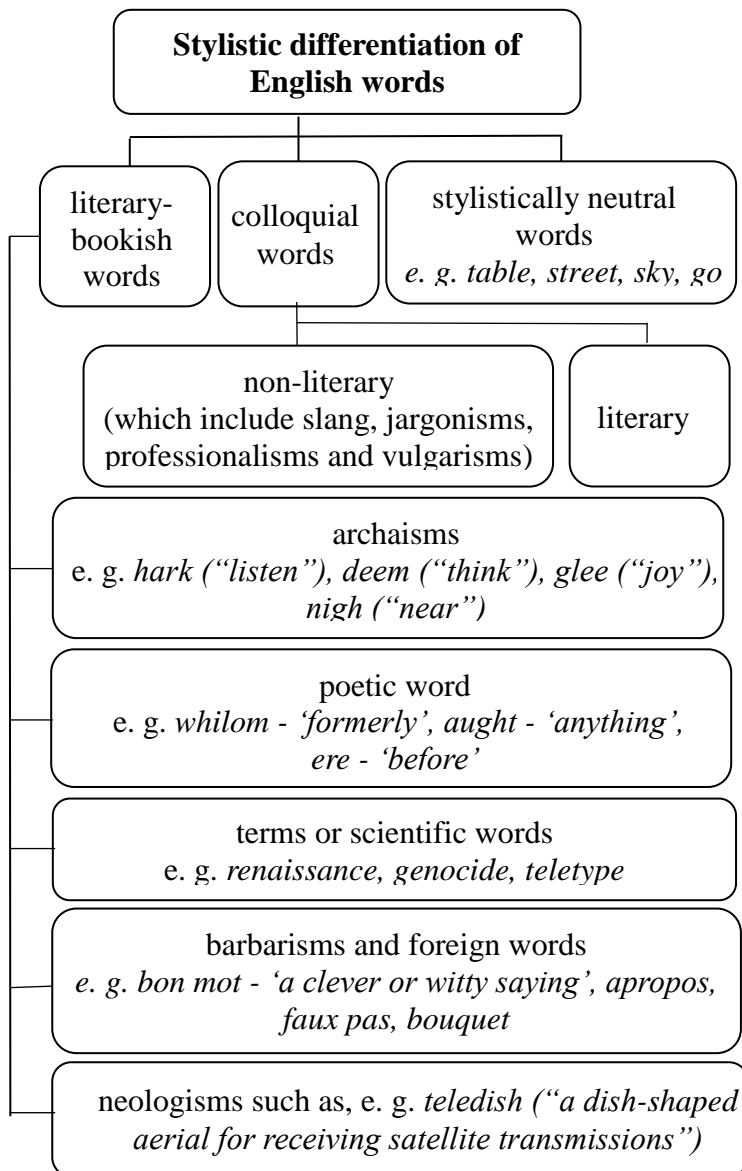 Stylistic differentiation of
English words
literary-
bookish
words
colloquial
words
stylistically neutral
words
e. g. table, street, sky, go
non-literary
(which include slang, jargonisms,
professionalisms and vulgarisms)
literary
archaisms
e. g. hark (“listen”), deem (“think”), glee (“joy”),
nigh (“near”)
poetic word
e. g. whilom - ‘formerly’, aught - ‘anything’,
ere - ‘before’
terms or scientific words
e. g. renaissance, genocide, teletype
barbarisms and foreign words
e. g. bon mot - ‘a clever or witty saying’, apropos,
faux pas, bouquet
neologisms such as, e. g. teledish (“a dish-shaped
aerial for receiving satellite transmissions”)